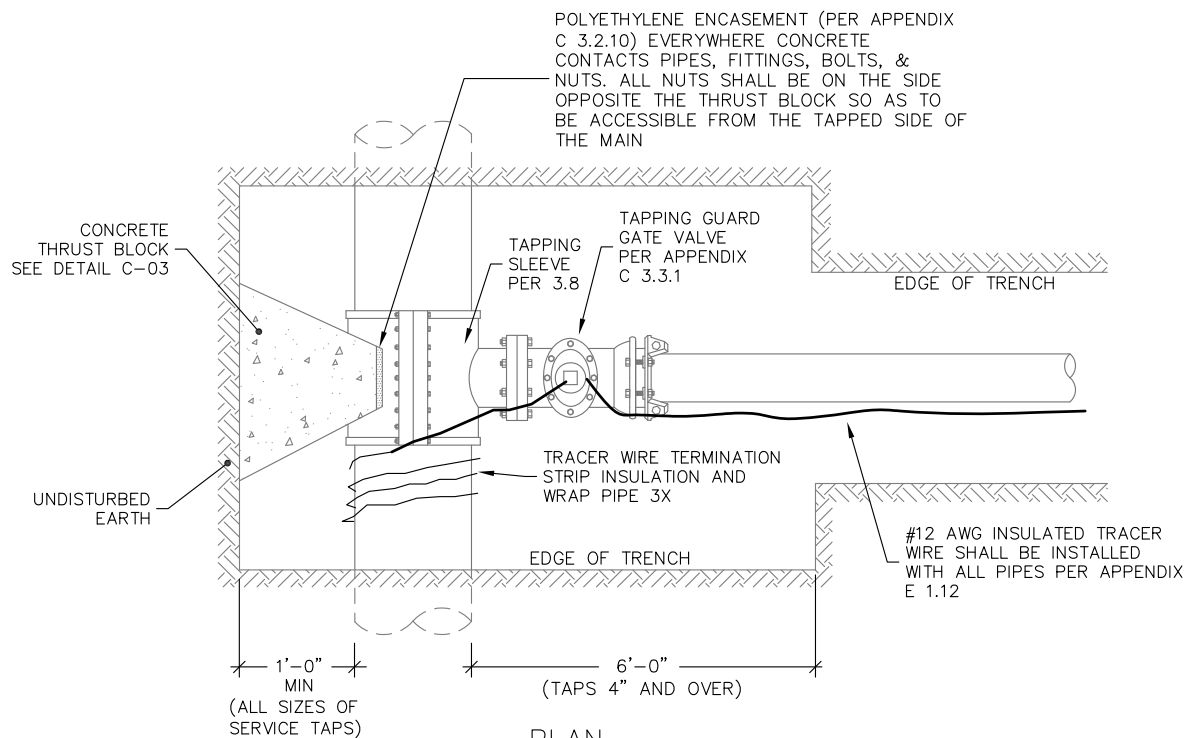 POLYETHYLENE ENCASEMENT (PER APPENDIX
C 3.2.10) EVERYWHERE CONCRETE
CONTACTS PIPES, FITTINGS, BOLTS, &
NUTS. ALL NUTS SHALL BE ON THE SIDE
OPPOSITE THE THRUST BLOCK SO AS TO
BE ACCESSIBLE FROM THE TAPPED SIDE OF
THE MAIN
CONCRETE
THRUST BLOCK
SEE DETAIL C-03
TAPPING
SLEEVE
PER 3.8
TAPPING GUARD
GATE VALVE
PER APPENDIX
C 3.3.1
EDGE OF TRENCH
TRACER WIRE TERMINATION
STRIP INSULATION AND
WRAP PIPE 3X
UNDISTURBED
EARTH
EDGE OF TRENCH
#12 AWG INSULATED TRACER
WIRE SHALL BE INSTALLED
WITH ALL PIPES PER APPENDIX
E 1.12
1'-0"
MIN
(ALL SIZES OF
SERVICE TAPS)
6'-0"
(TAPS 4" AND OVER)
PLAN